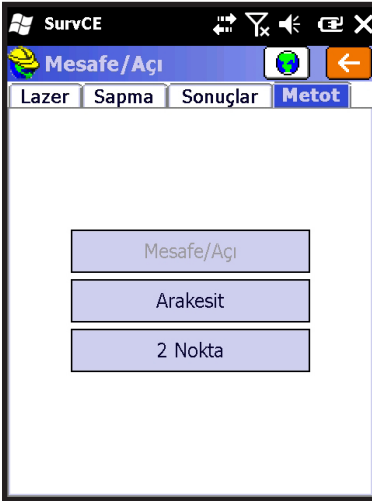 SurvCE
Mesafe/Açı
Lazer Sapma Sonuçlar Metot
Mesafe/Açı
Arakesit
2 Nokta